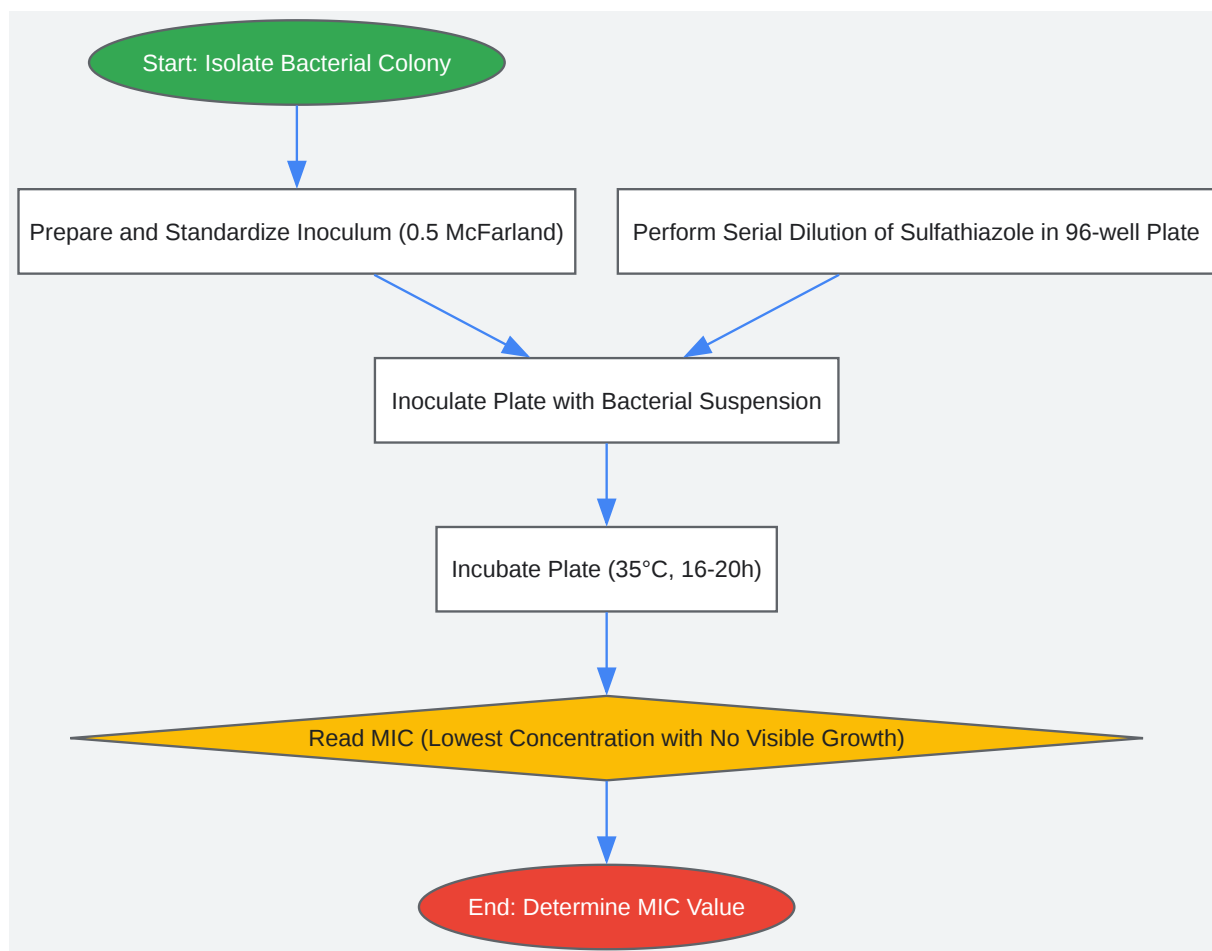 Start: Isolate Bacterial Colony
Prepare and Standardize Inoculum (0.5 McFarland)
Perform Serial Dilution of Sulfathiazole in 96-well Plate
Inoculate Plate with Bacterial Suspension
Incubate Plate (35°C, 16-20h)
Read MIC (Lowest Concentration with No Visible Growth)
End: Determine MIC Value